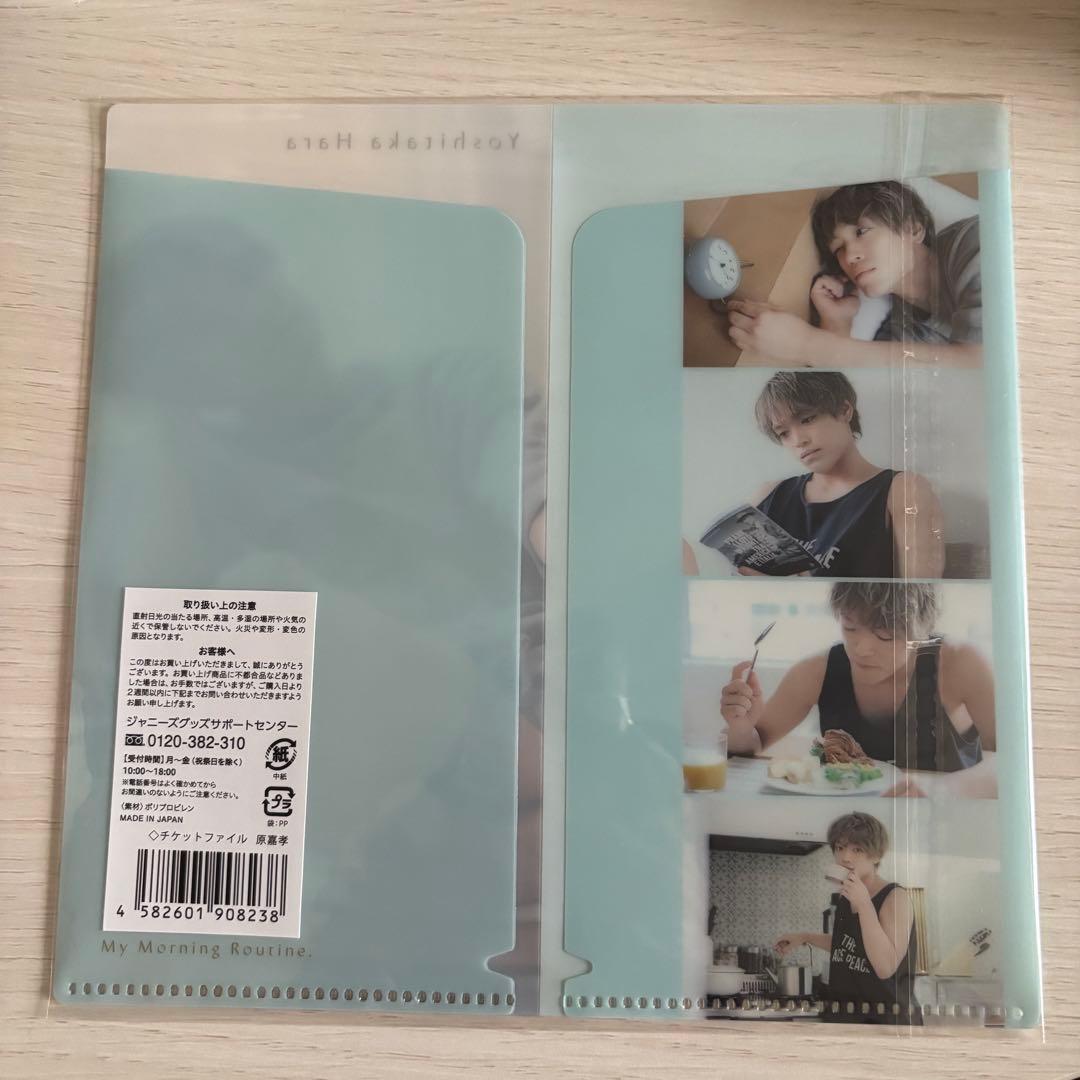 Yoshitaka Hara
取り扱い上の注意
直射日光の当たる場所、高温・多湿の場所や火気の
近くで保管しないでください。火災や変形・変色の
原因となります。
お客様へ
この度はお買い上げいただきまして、誠にありがとう
ございます。お買い上げ商品に不都合品などありま
した場合は、お手数ではございますが、ご購入日より
2週間以内に下記までお問い合わせいただきますよう
お願い申し上げます。
ジャニーズグッズサポートセンター
0120-382-310
【受付時間】月〜金(祝祭日を除く)
10:00〜18:00
※電話番号はよく確かめてから
お間違いのないようにご注意ください。
紙
中紙
プラ
袋:PP
〈素材〉ポリプロピレン
MADE IN JAPAN
◇チケットファイル 原嘉孝
4 582601 908238
My Morning Routine.
THE
PEACE